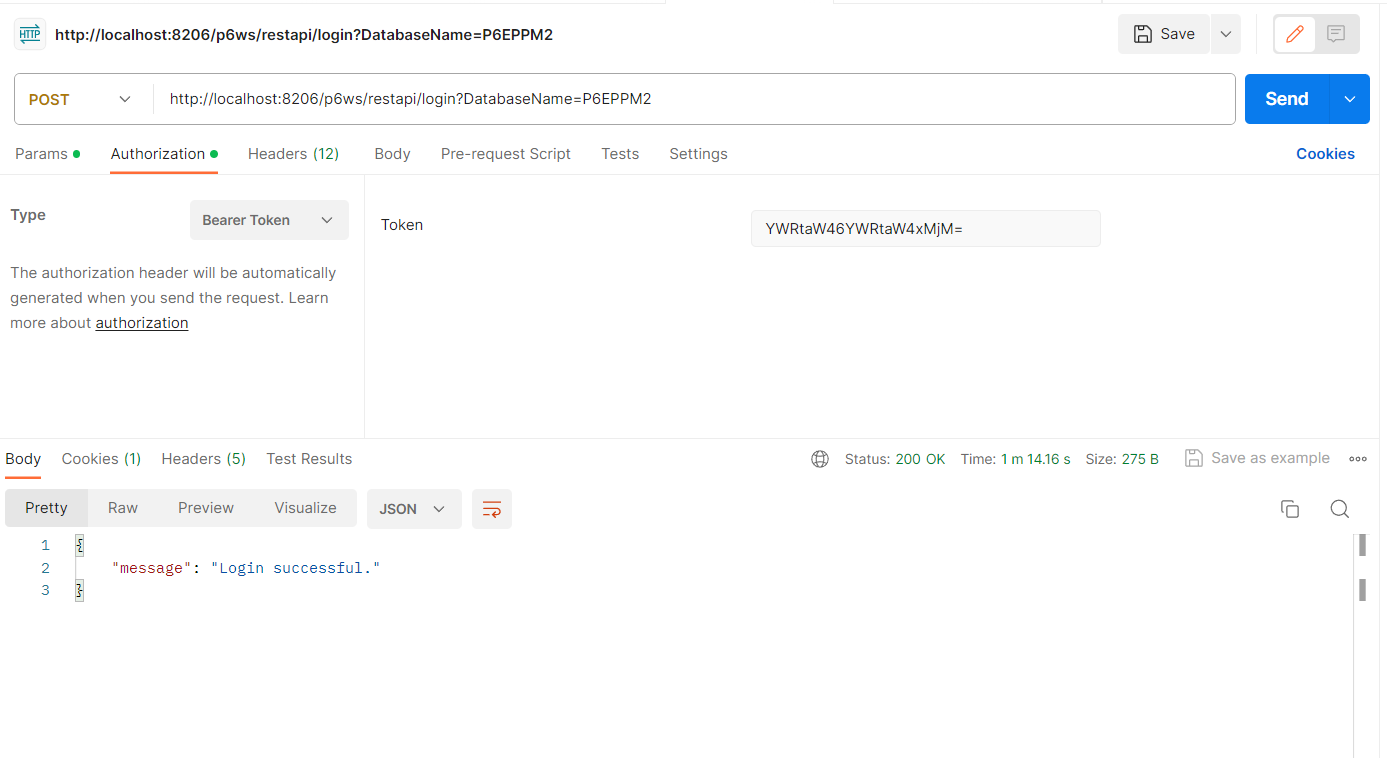 HTTP http://localhost:8206/p6ws/restapi/login?DatabaseName=P6EPPM2 Save
POST http://localhost:8206/p6ws/restapi/login?DatabaseName=P6EPPM2 Send
Params Authorization Headers (12) Body Pre-request Script Tests Settings Cookies
Type Bearer Token Token YWRtaW46YWRtaW4xMjM=
The authorization header will be automatically
generated when you send the request. Learn
more about authorization
Body Cookies (1) Headers (5) Test Results Status: 200 OK Time: 1 m 14.16 s Size: 275 B Save as example
Pretty Raw Preview Visualize JSON
1 {
2 "message": "Login successful."
3 }